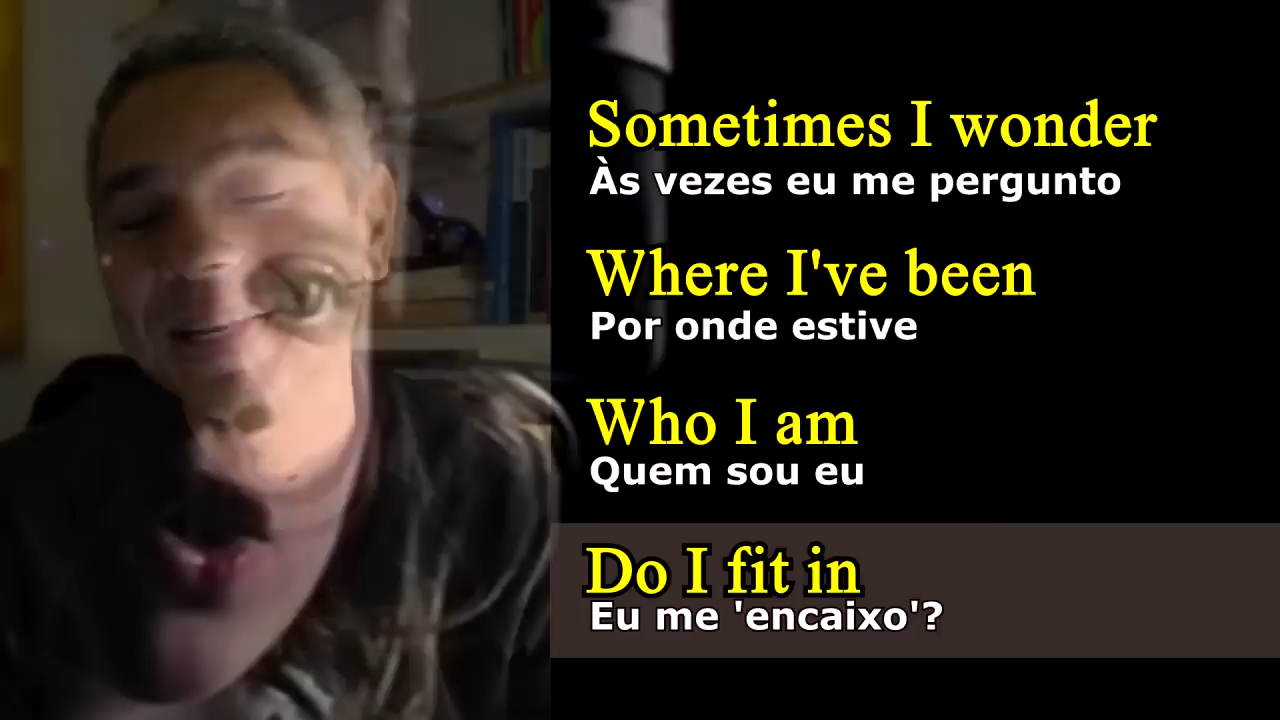 Sometimes I wonder
Às vezes eu me pergunto
Where I've been
Por onde estive
Who I am
Quem sou eu
Do I fit in
Eu me 'encaixo'?